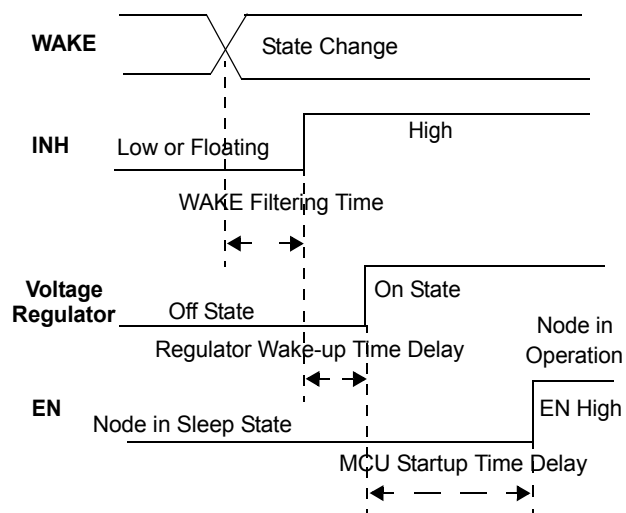 WAKE
State Change
INH
Low or Floating
High
WAKE Filtering Time
Voltage
Regulator
Off State
On State
Regulator Wake-up Time Delay
Node in
Operation
EN
Node in Sleep State
EN High
MCU Startup Time Delay